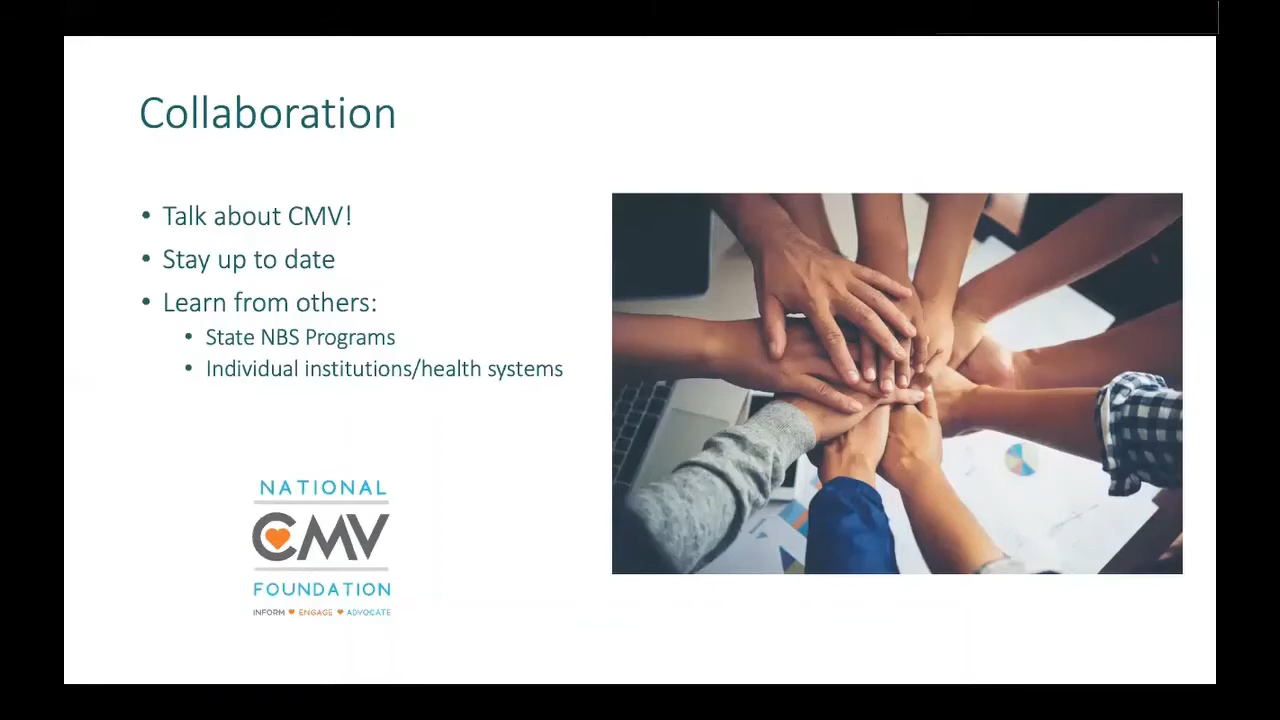 Collaboration
• Talk about CMV!
• Stay up to date
• Learn from others:
• State NBS Programs
• Individual institutions/health systems
NATIONAL
CMV
FOUNDATION
INFORM ENGAGE ADVOCATE